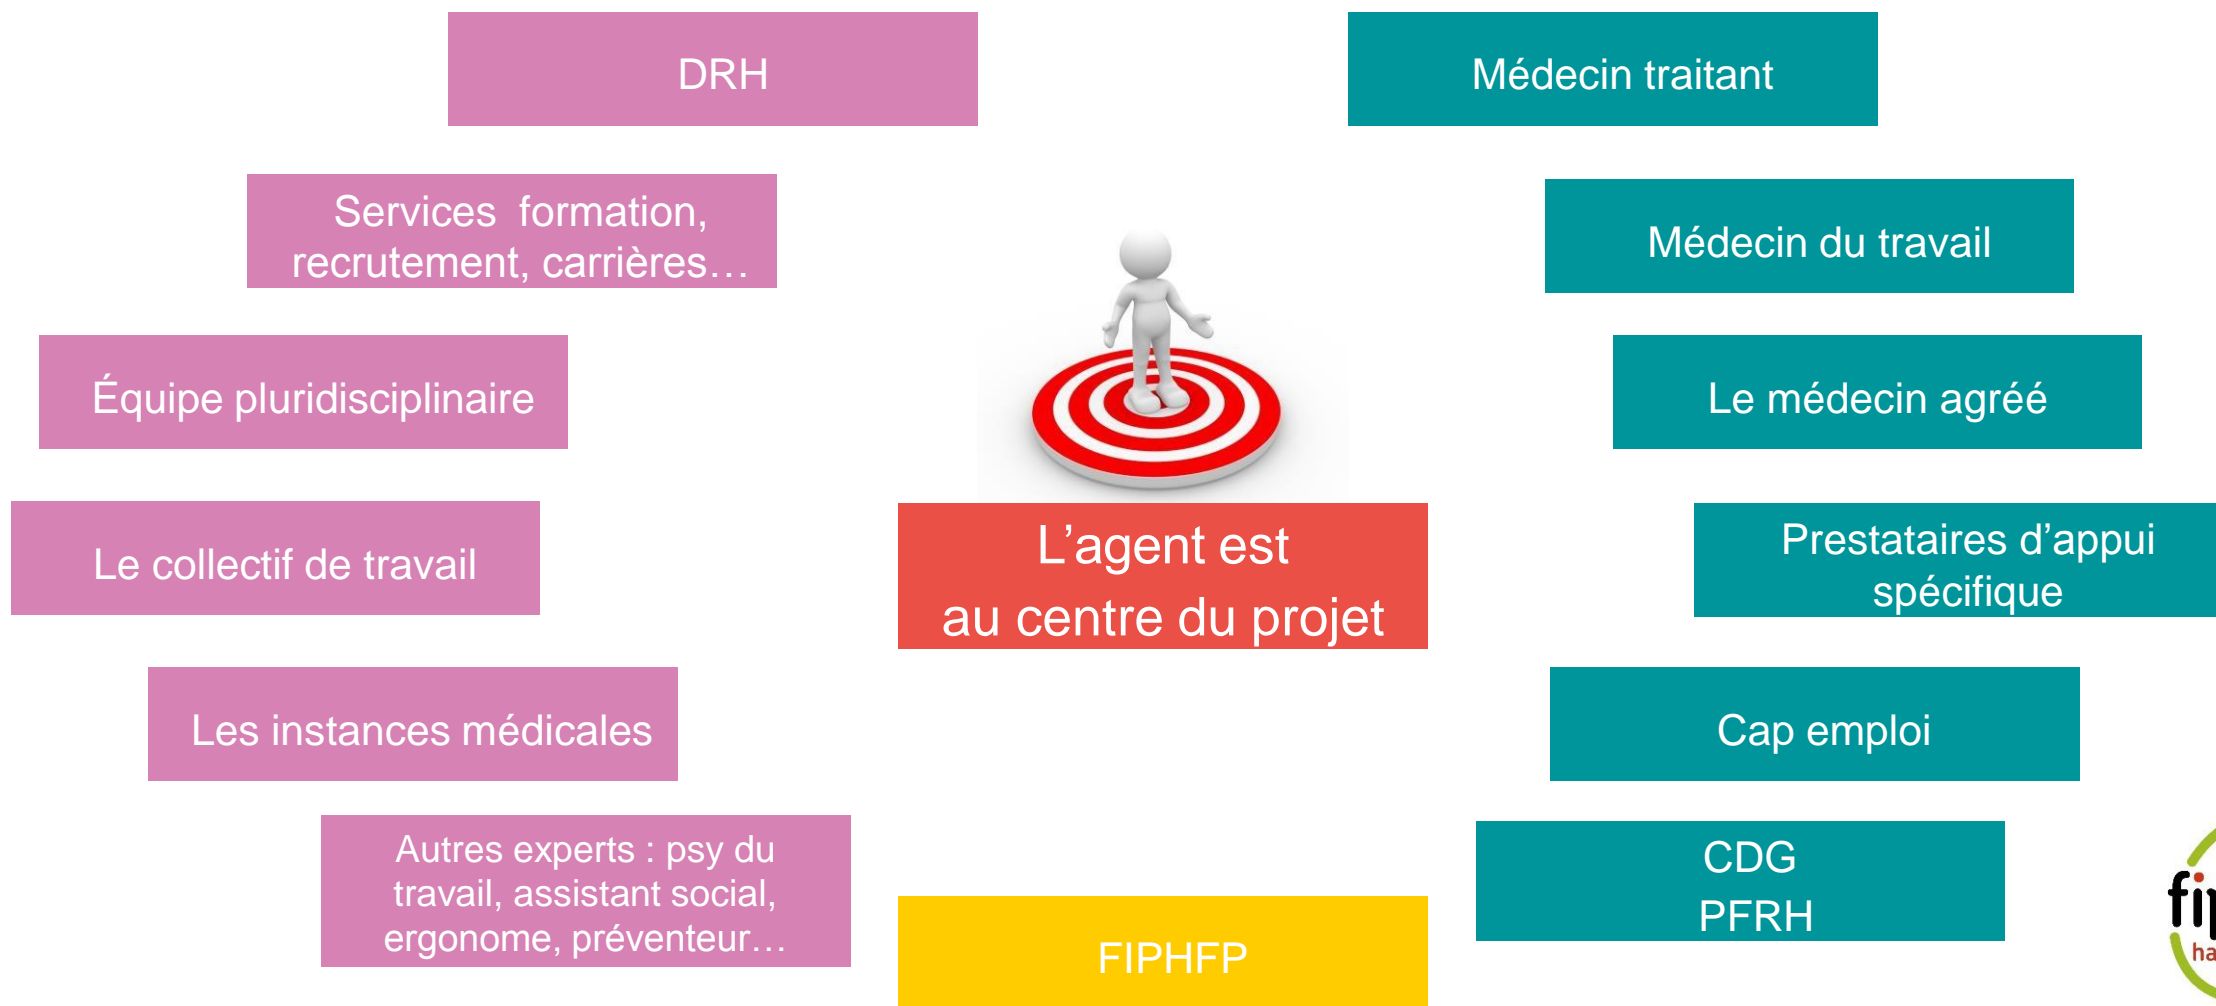 DRH
Médecin traitant
Services formation,
recrutement, carrières…
Médecin du travail
Équipe pluridisciplinaire
Le médecin agréé
Le collectif de travail
L’agent est
au centre du projet
Prestataires d’appui
spécifique
Les instances médicales
Cap emploi
Autres experts : psy du
travail, assistant social,
ergonome, préventeur…
CDG
PFRH
FIPHFP